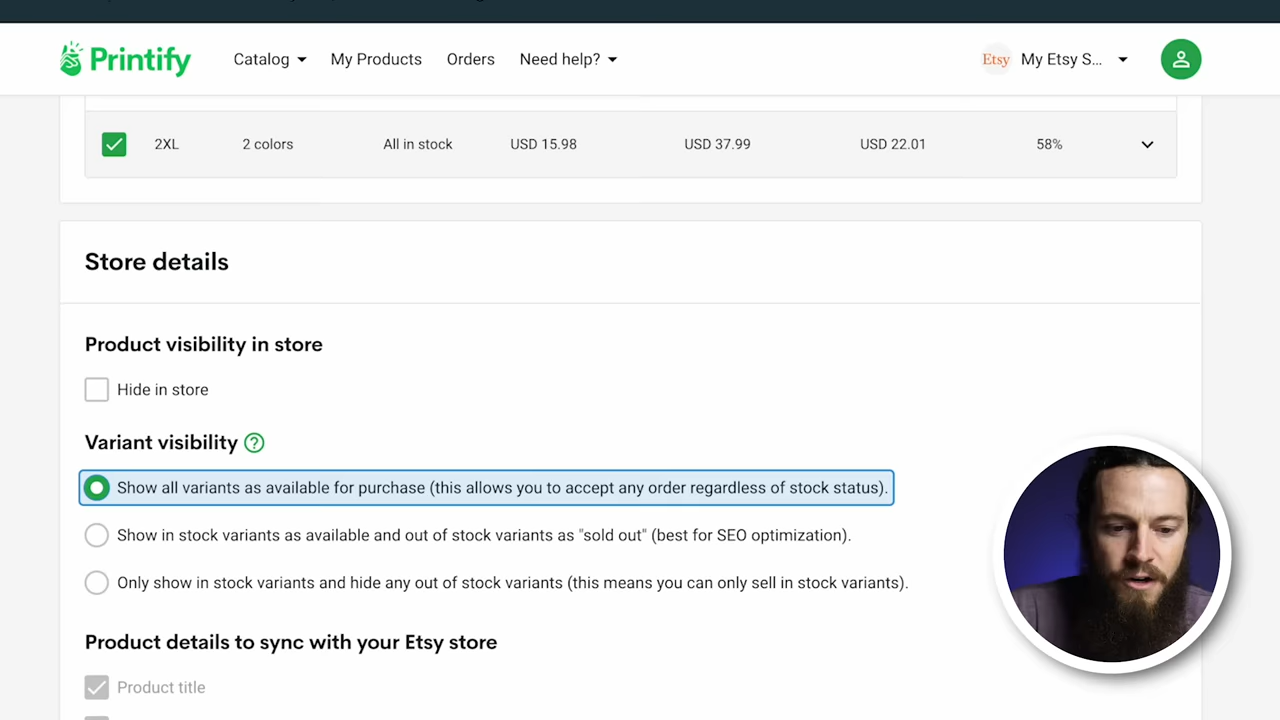 Printify
Catalog
My Products
Orders
Need help?
Etsy
My Etsy S...
2XL
2 colors
All in stock
USD 15.98
USD 37.99
USD 22.01
58%
Store details
Product visibility in store
Hide in store
Variant visibility
Show all variants as available for purchase (this allows you to accept any order regardless of stock status).
Show in stock variants as available and out of stock variants as "sold out" (best for SEO optimization).
Only show in stock variants and hide any out of stock variants (this means you can only sell in stock variants).
Product details to sync with your Etsy store
Product title